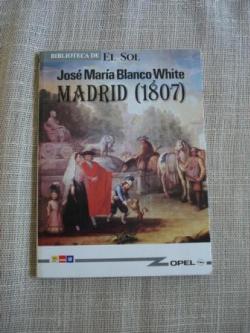 BIBLIOTECA DE EL SOL
José María Blanco White
MADRID (1807)
OPEL